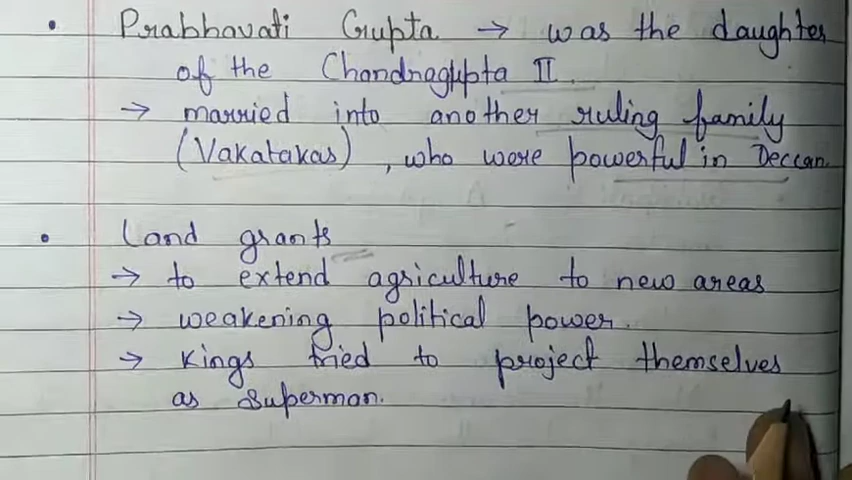 • Prabhavati Gupta → was the daughter
of the Chandragupta II.
→ married into another ruling family
(Vakatakas), who were powerful in Deccan.
• Land grants
→ to extend agriculture to new areas
→ weakening political power.
→ Kings tried to project themselves
as superman.